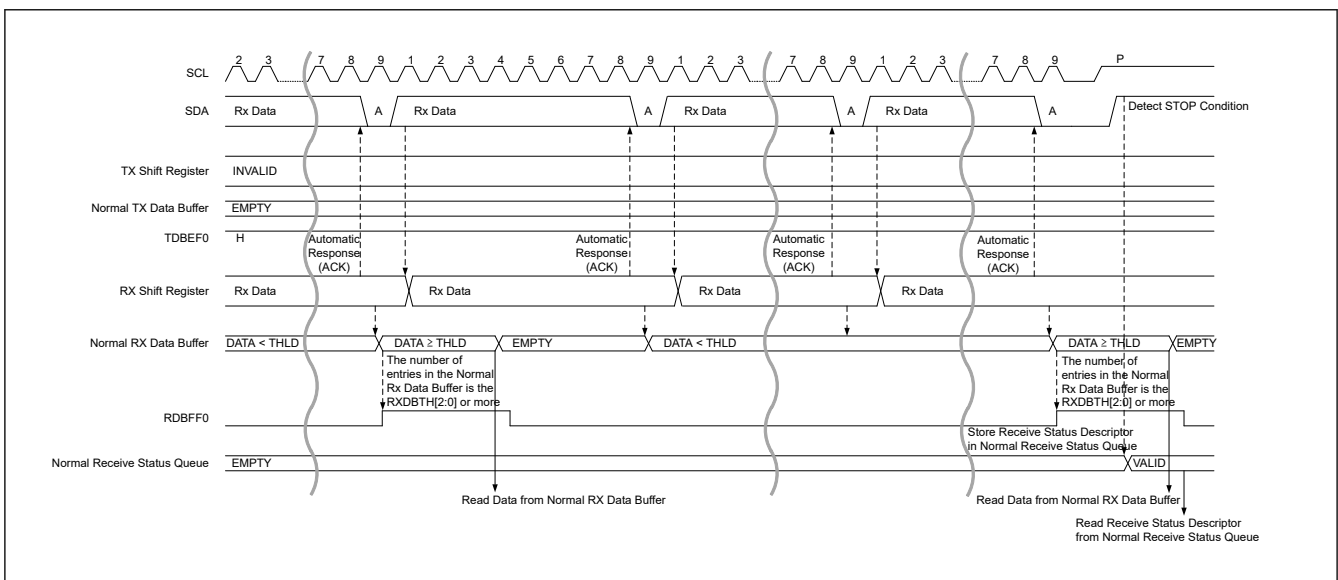 2 3 7 8 9 1 2 3 4 5 6 7 8 9 1 2 3 7 8 9 1 2 3 7 8 9 P
SCL
SDA Rx Data A Rx Data A Rx Data A Rx Data A Detect STOP Condition
TX Shift Register INVALID
Normal TX Data Buffer EMPTY
TDBEF0 H
Automatic
Response
(ACK)
Automatic
Response
(ACK)
Automatic
Response
(ACK)
Automatic
Response
(ACK)
RX Shift Register Rx Data Rx Data Rx Data Rx Data
Normal RX Data Buffer DATA < THLD DATA ≥ THLD EMPTY DATA < THLD DATA ≥ THLD EMPTY
The number of
entries in the Normal
Rx Data Buffer is the
RXDBTH[2:0] or more
The number of
entries in the Normal
Rx Data Buffer is the
RXDBTH[2:0] or more
RDBFF0
Store Receive Status Descriptor
in Normal Receive Status Queue
Normal Receive Status Queue EMPTY VALID
Read Data from Normal RX Data Buffer
Read Data from Normal RX Data Buffer
Read Receive Status Descriptor
from Normal Receive Status Queue